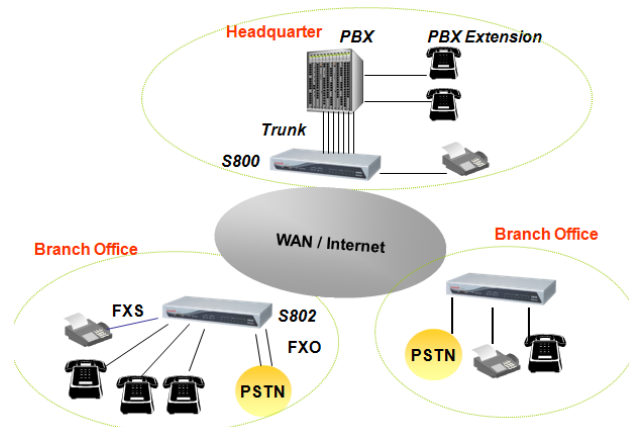 Headquarter
PBX
PBX Extension
Trunk
S800
WAN / Internet
Branch Office
Branch Office
FXS
S802
FXO
PSTN
PSTN